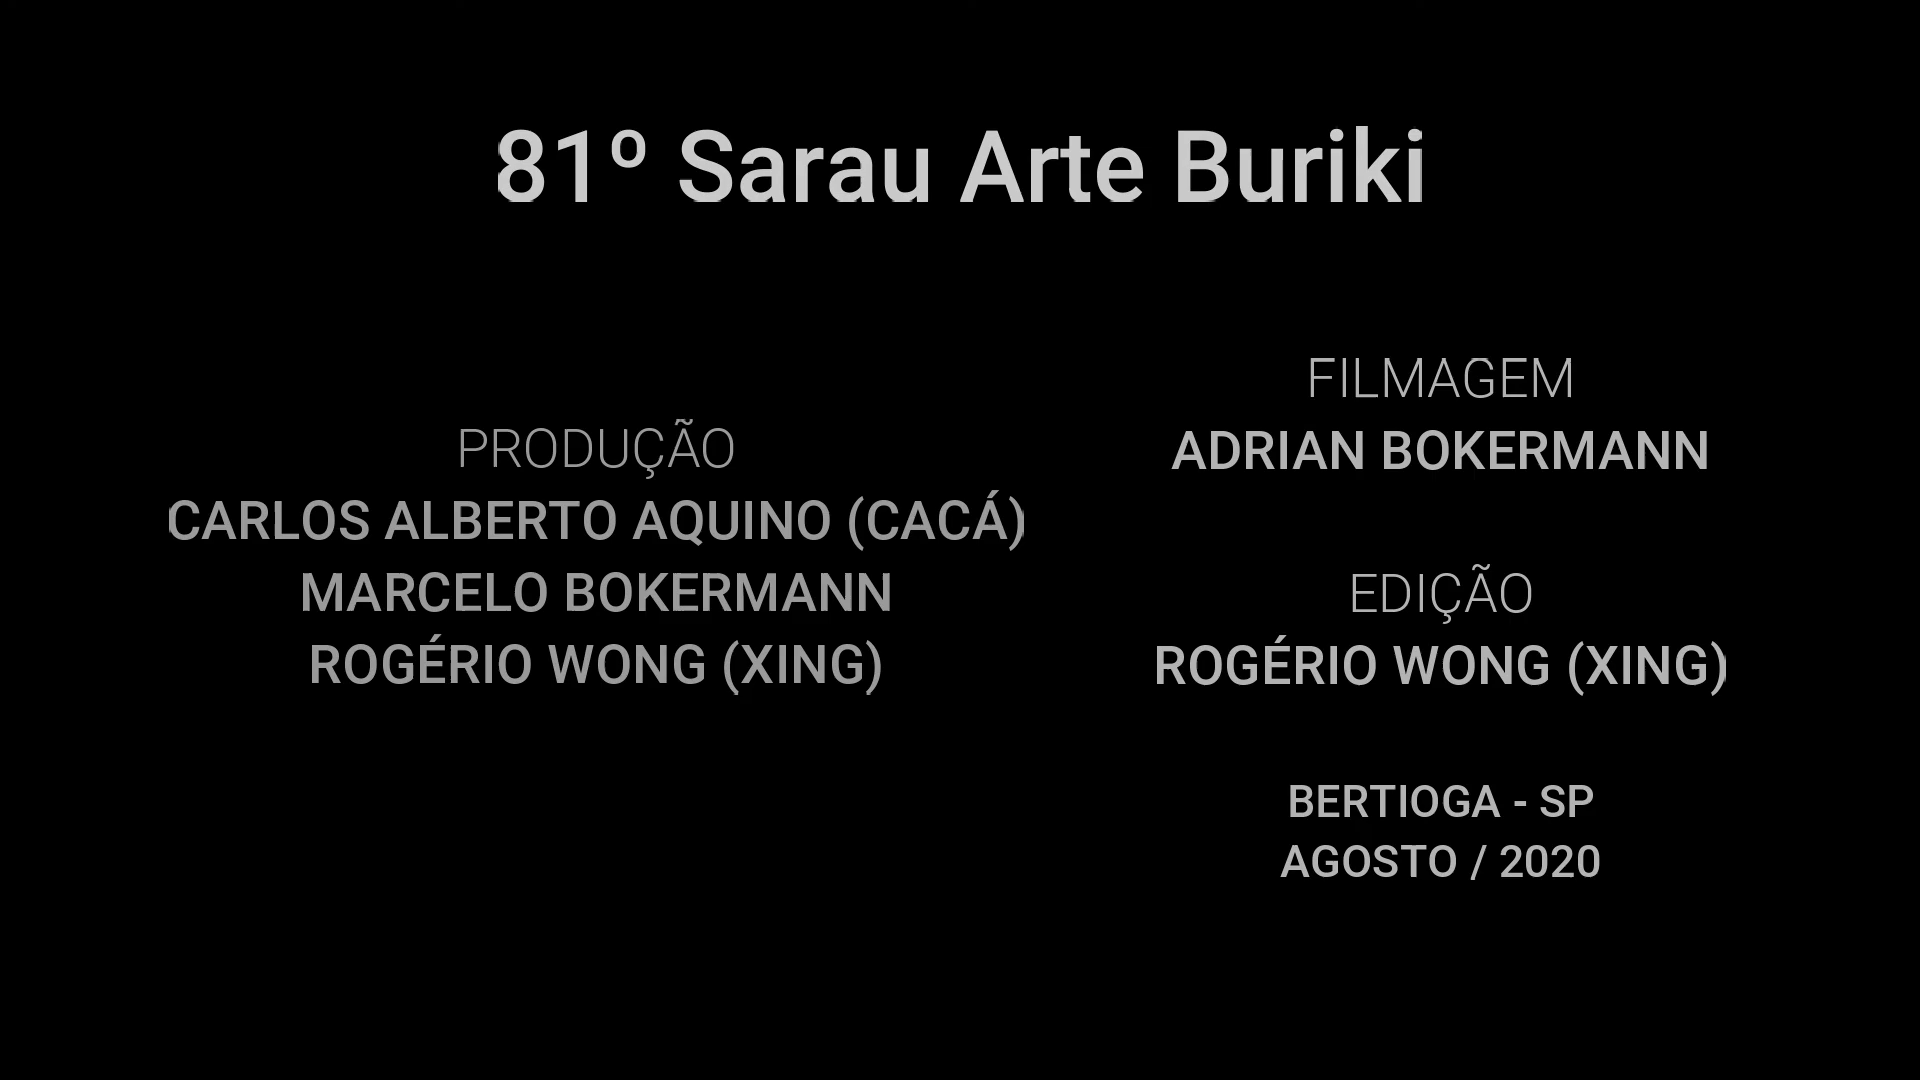 81º Sarau Arte Buriki
PRODUÇÃO
CARLOS ALBERTO AQUINO (CACÁ)
MARCELO BOKERMANN
ROGÉRIO WONG (XING)
FILMAGEM
ADRIAN BOKERMANN
EDIÇÃO
ROGÉRIO WONG (XING)
BERTIOGA - SP
AGOSTO / 2020